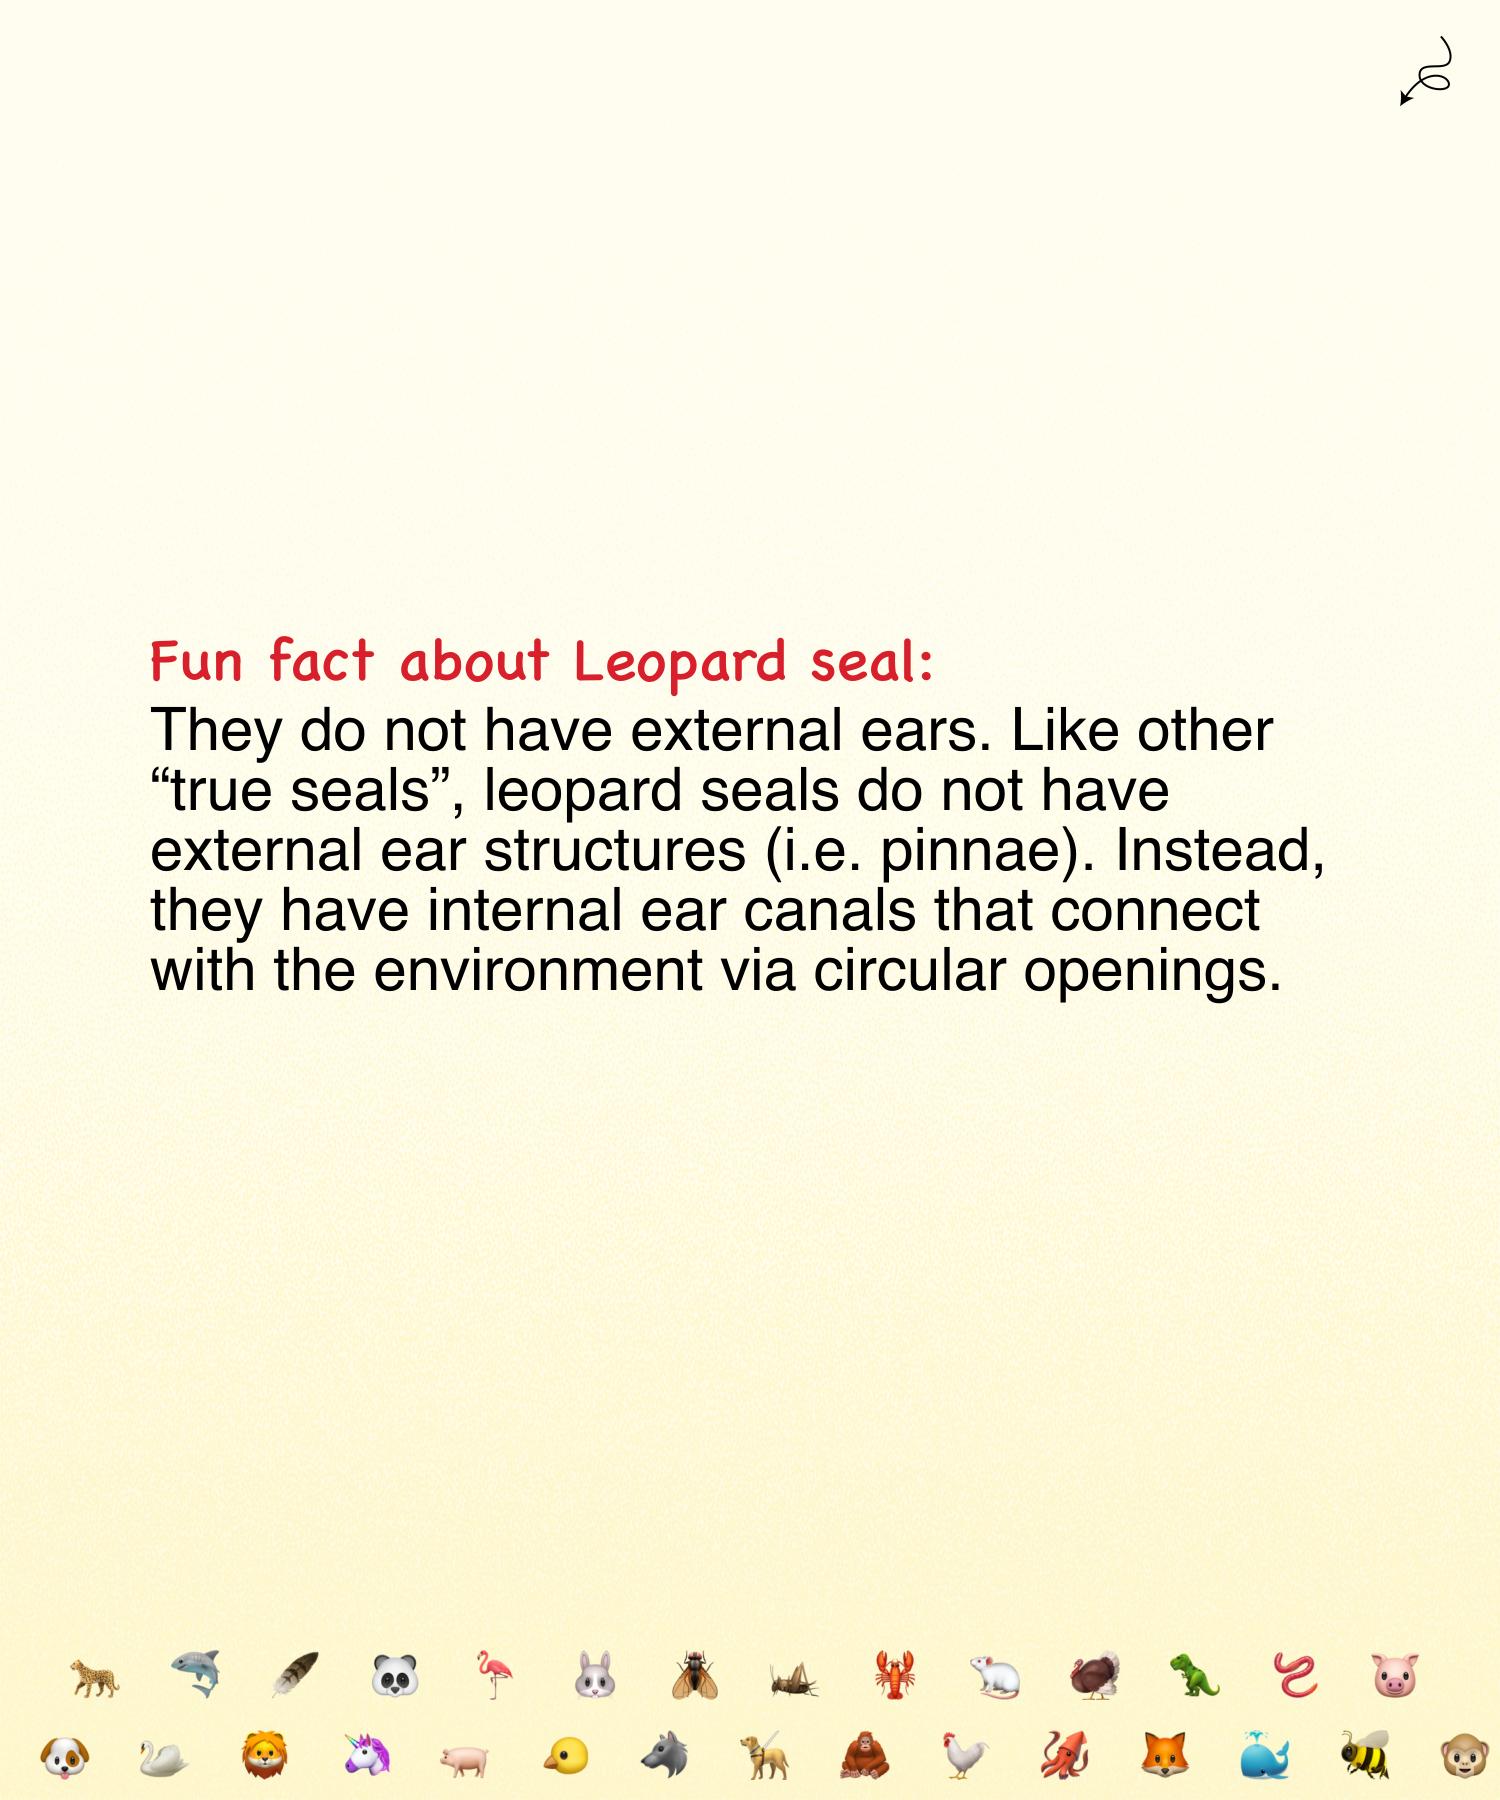 Fun fact about Leopard seal:
They do not have external ears. Like other
“true seals”, leopard seals do not have
external ear structures (i.e. pinnae). Instead,
they have internal ear canals that connect
with the environment via circular openings.